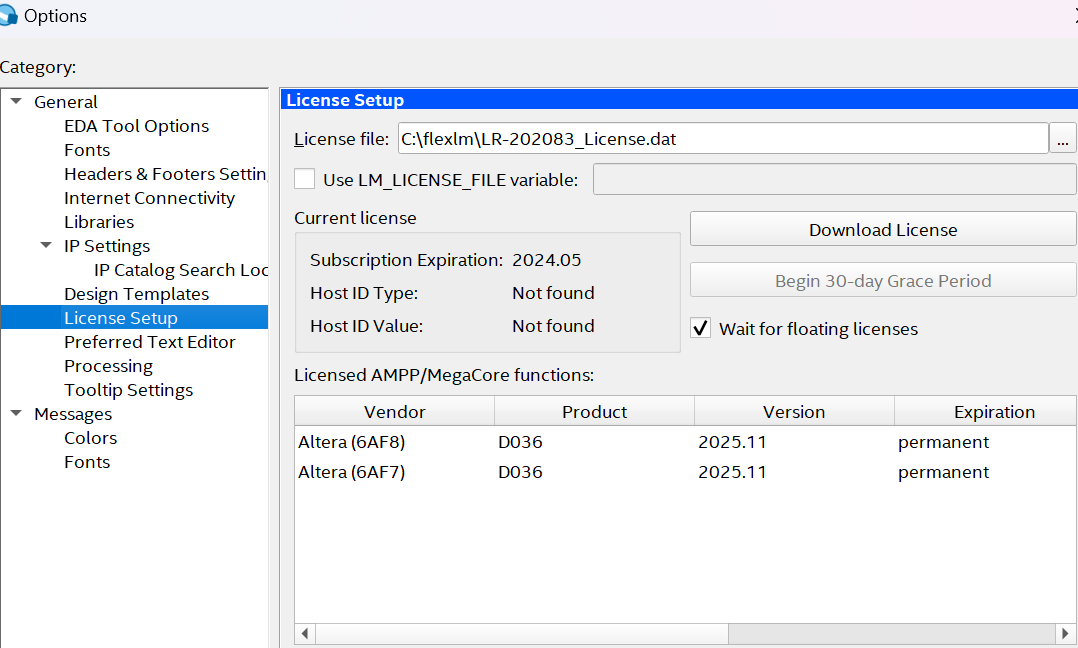 Options
Category:
General
EDA Tool Options
Fonts
Headers & Footers Settin
Internet Connectivity
Libraries
IP Settings
IP Catalog Search Loc
Design Templates
License Setup
Preferred Text Editor
Processing
Tooltip Settings
Messages
Colors
Fonts
License Setup
License file: C:\flexlm\LR-202083_License.dat ...
Use LM_LICENSE_FILE variable:
Current license
Subscription Expiration: 2024.05
Host ID Type: Not found
Host ID Value: Not found
Download License
Begin 30-day Grace Period
Wait for floating licenses
Licensed AMPP/MegaCore functions:
Vendor Product Version Expiration
Altera (6AF8) D036 2025.11 permanent
Altera (6AF7) D036 2025.11 permanent